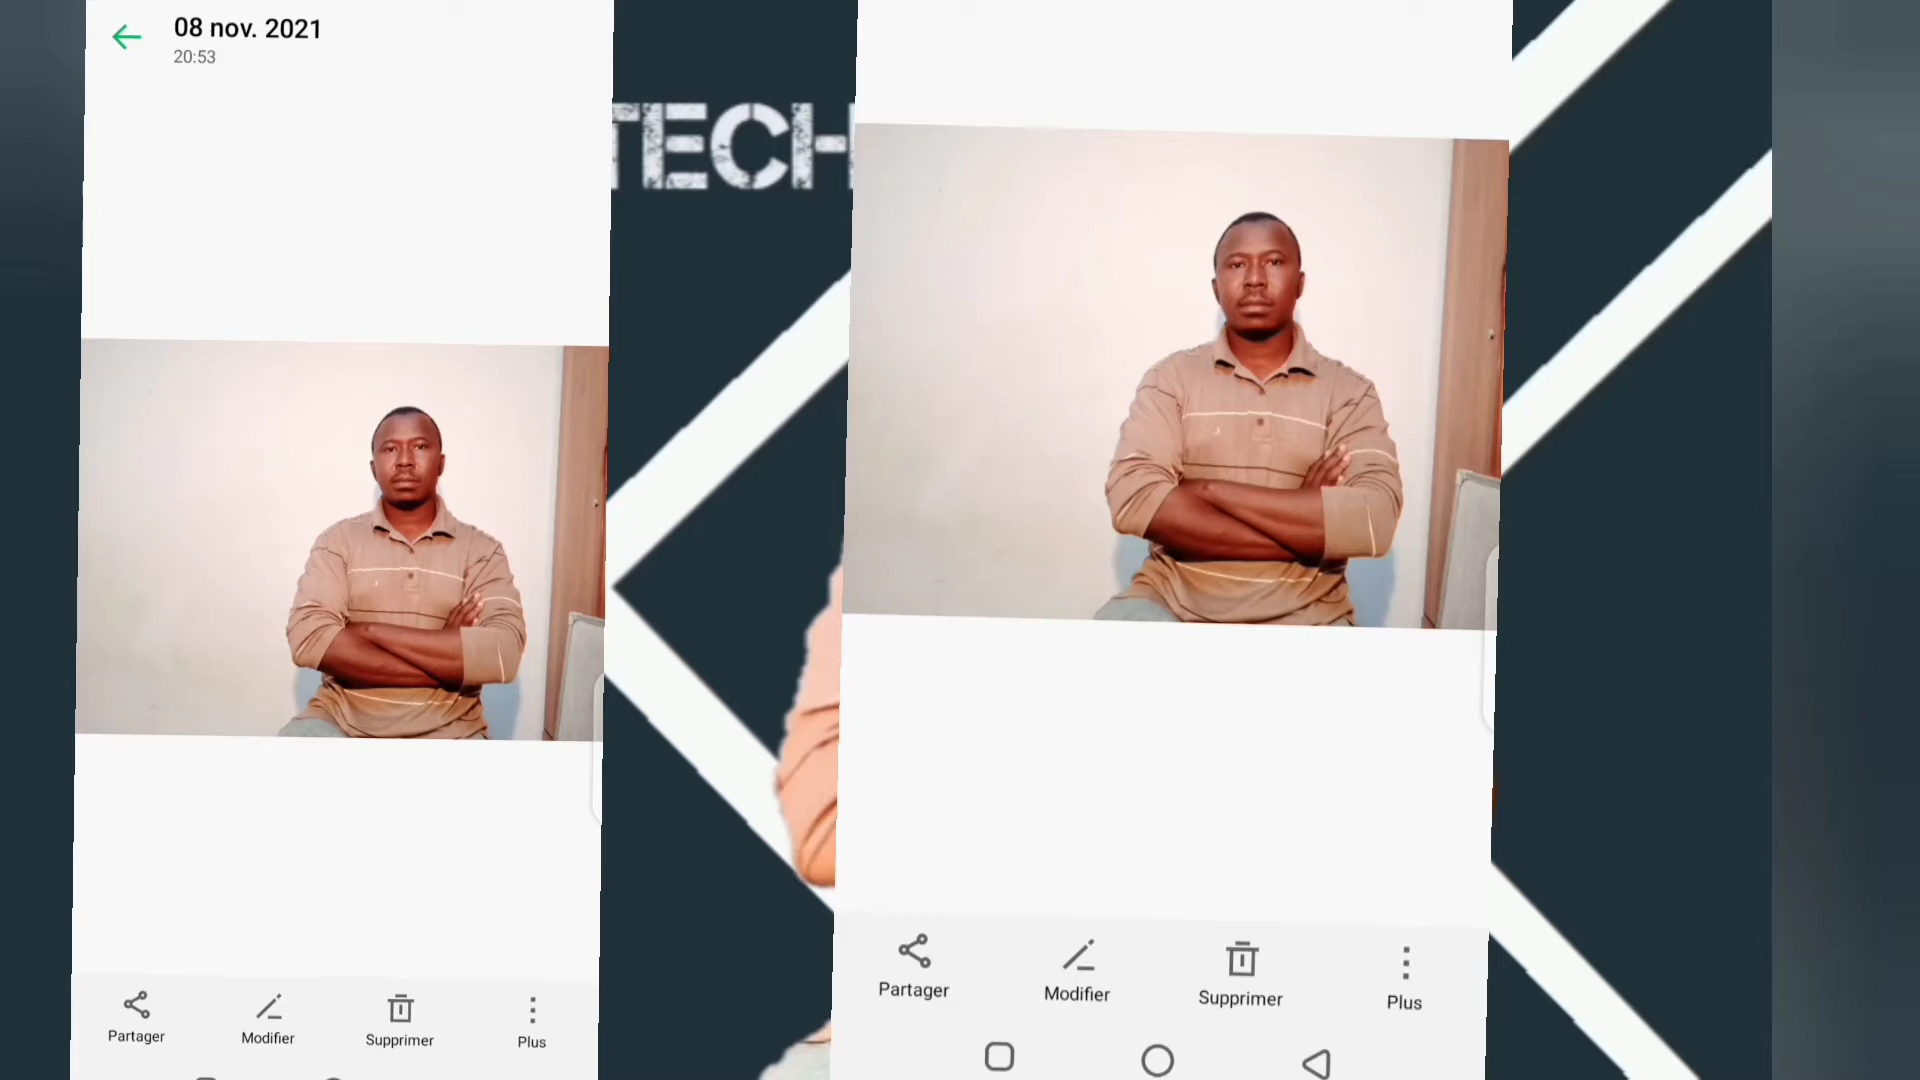 08 nov. 2021
20:53
TECH
Partager
Modifier
Supprimer
Plus
Partager
Modifier
Supprimer
Plus